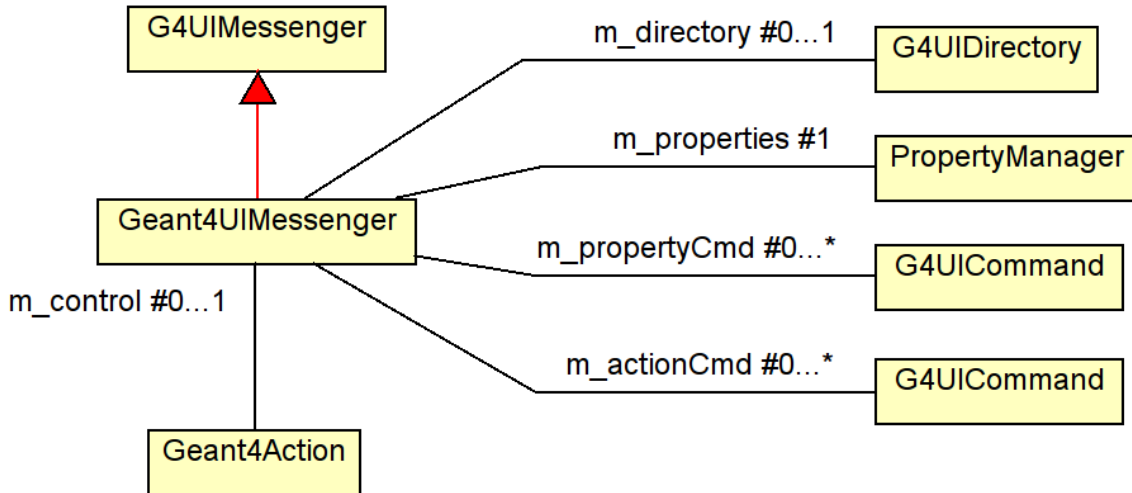 G4UIMessenger
m_directory #0...1
G4UIDirectory
m_properties #1
PropertyManager
Geant4UIMessenger
m_propertyCmd #0...*
G4UICommand
m_control #0...1
m_actionCmd #0...*
G4UICommand
Geant4Action